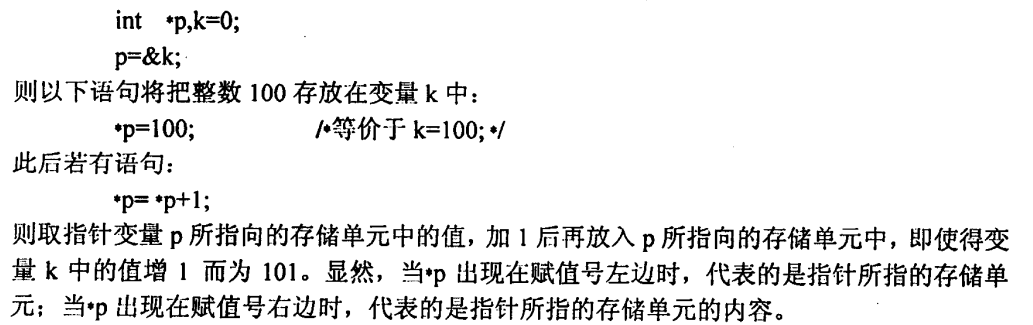 int *p,k=0;
p=&k;
则以下语句将把整数 100 存放在变量 k 中：
*p=100; /*等价于 k=100; */
此后若有语句：
*p= *p+1;
则取指针变量 p 所指向的存储单元中的值，加 1 后再放入 p 所指向的存储单元中，即使得变
量 k 中的值增 1 而为 101。显然，当*p 出现在赋值号左边时，代表的是指针所指的存储单
元；当*p 出现在赋值号右边时，代表的是指针所指的存储单元的内容。